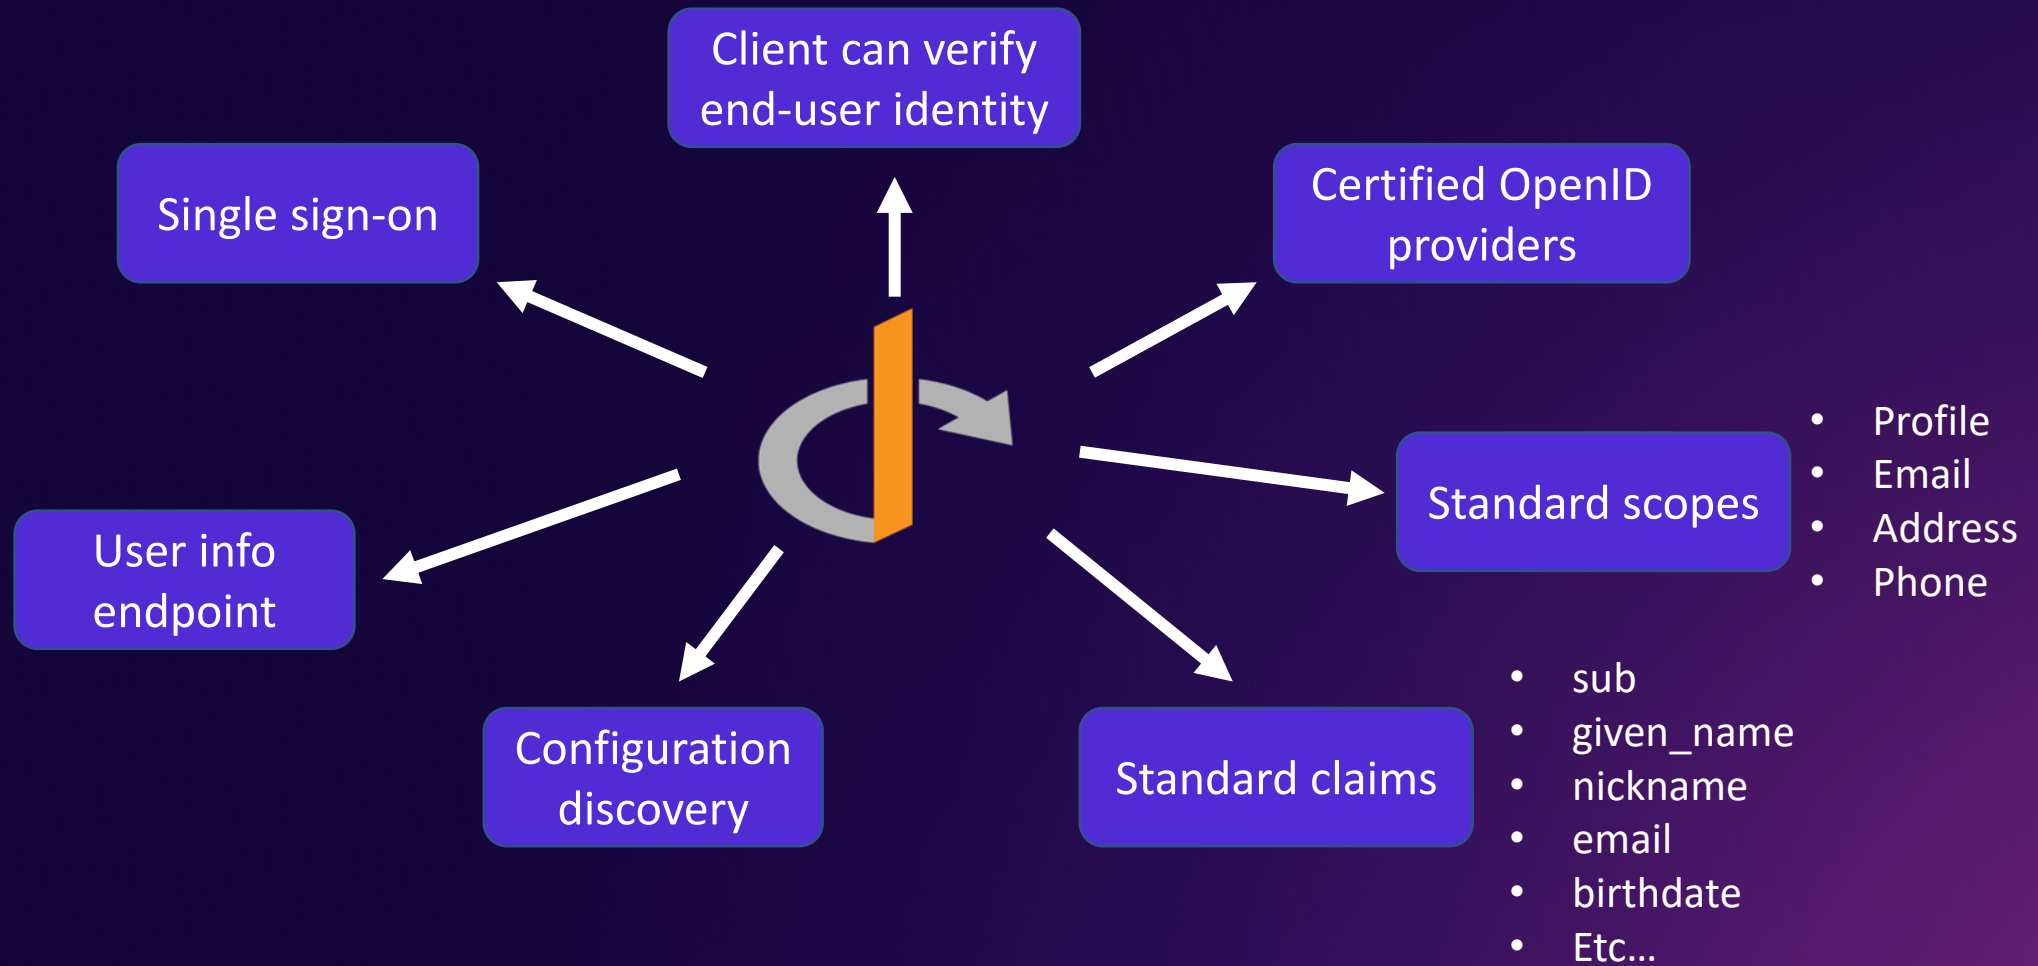 Client can verify
end-user identity
Single sign-on
Certified OpenID
providers
Standard scopes
• Profile
• Email
• Address
• Phone
User info
endpoint
Configuration
discovery
Standard claims
• sub
• given_name
• nickname
• email
• birthdate
• Etc...